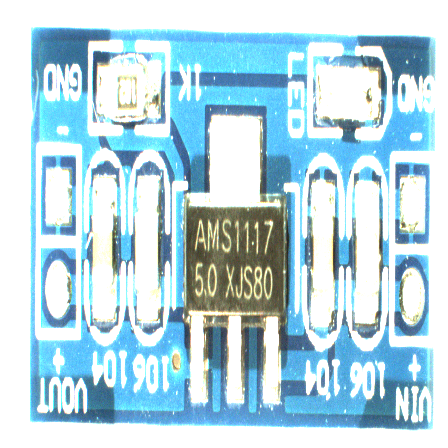 GND
1K
LED
GND
-
-
AMS1117
5.0 XJS80
+
+
104
106
104
106
VOUT
VIN